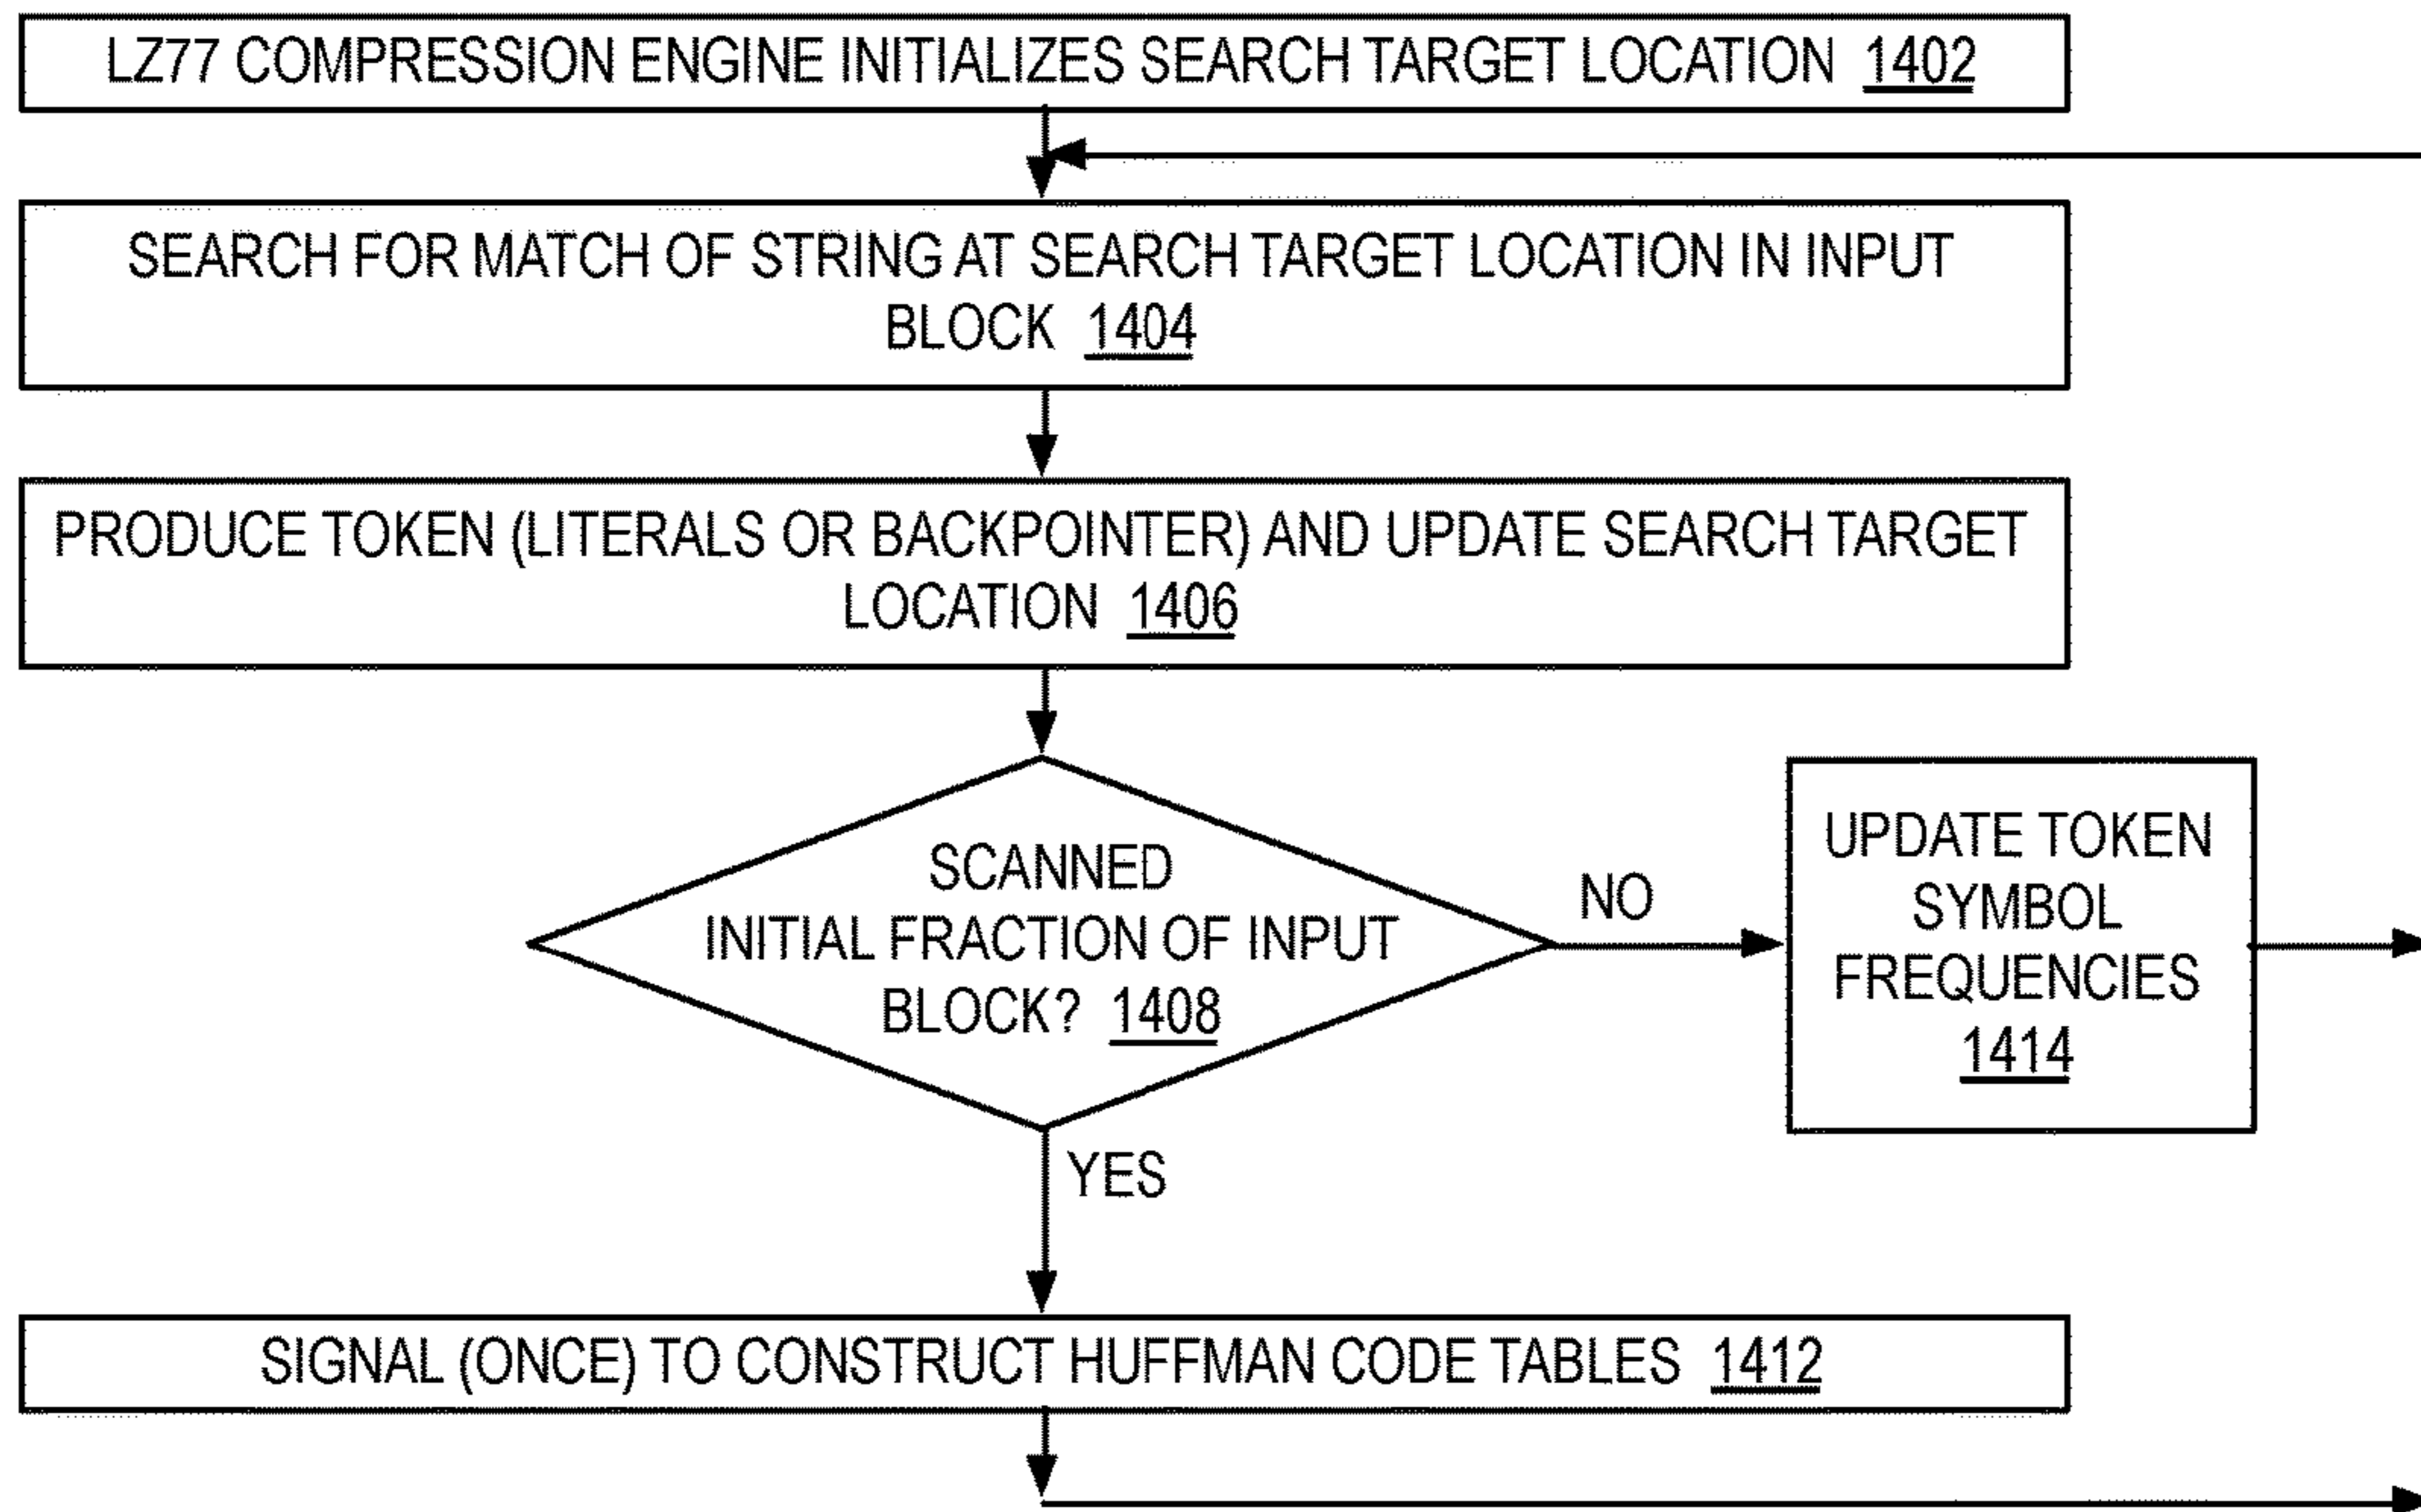 LZ77 COMPRESSION ENGINE INITIALIZES SEARCH TARGET LOCATION 1402
SEARCH FOR MATCH OF STRING AT SEARCH TARGET LOCATION IN INPUT
BLOCK 1404
PRODUCE TOKEN (LITERALS OR BACKPOINTER) AND UPDATE SEARCH TARGET
LOCATION 1406
SCANNED
INITIAL FRACTION OF INPUT
BLOCK? 1408
NO
UPDATE TOKEN
SYMBOL
FREQUENCIES
1414
YES
SIGNAL (ONCE) TO CONSTRUCT HUFFMAN CODE TABLES 1412